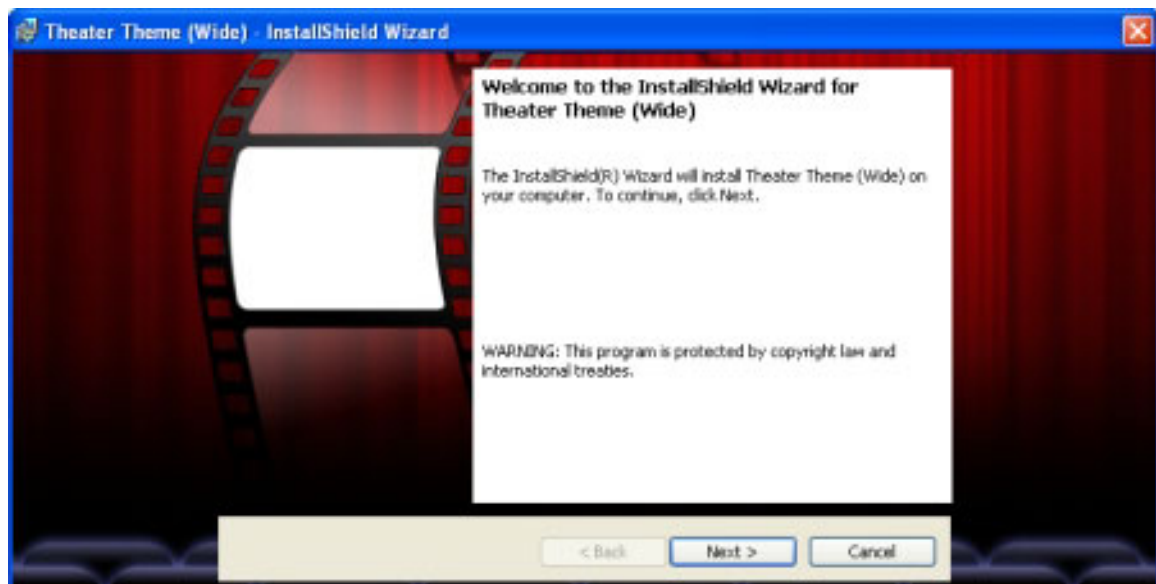 Theater Theme (Wide) - InstallShield Wizard
Welcome to the InstallShield Wizard for
Theater Theme (Wide)
The InstallShield(R) Wizard will install Theater Theme (Wide) on
your computer. To continue, click Next.
WARNING: This program is protected by copyright law and
international treaties.
< Back
Next >
Cancel